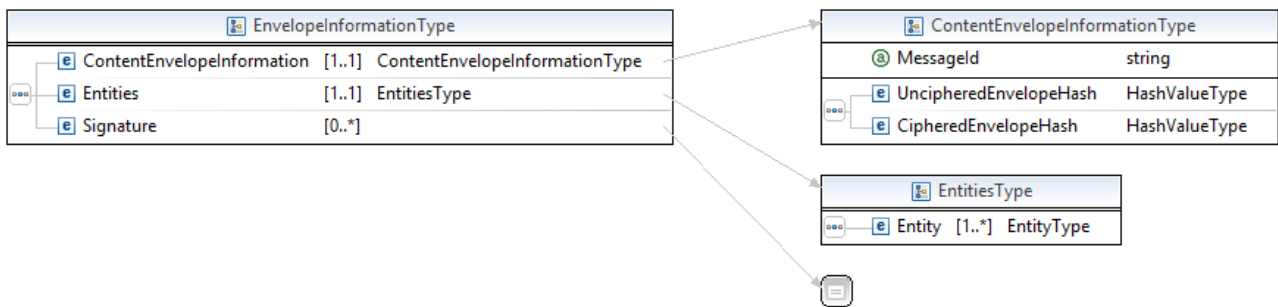 EnvelopeInformationType
e ContentEnvelopeInformation [1..1] ContentEnvelopeInformationType
e Entities [1..1] EntitiesType
e Signature [0..*]
ContentEnvelopeInformationType
a MessageId string
e UncipheredEnvelopeHash HashValueType
e CipheredEnvelopeHash HashValueType
EntitiesType
e Entity [1..*] EntityType